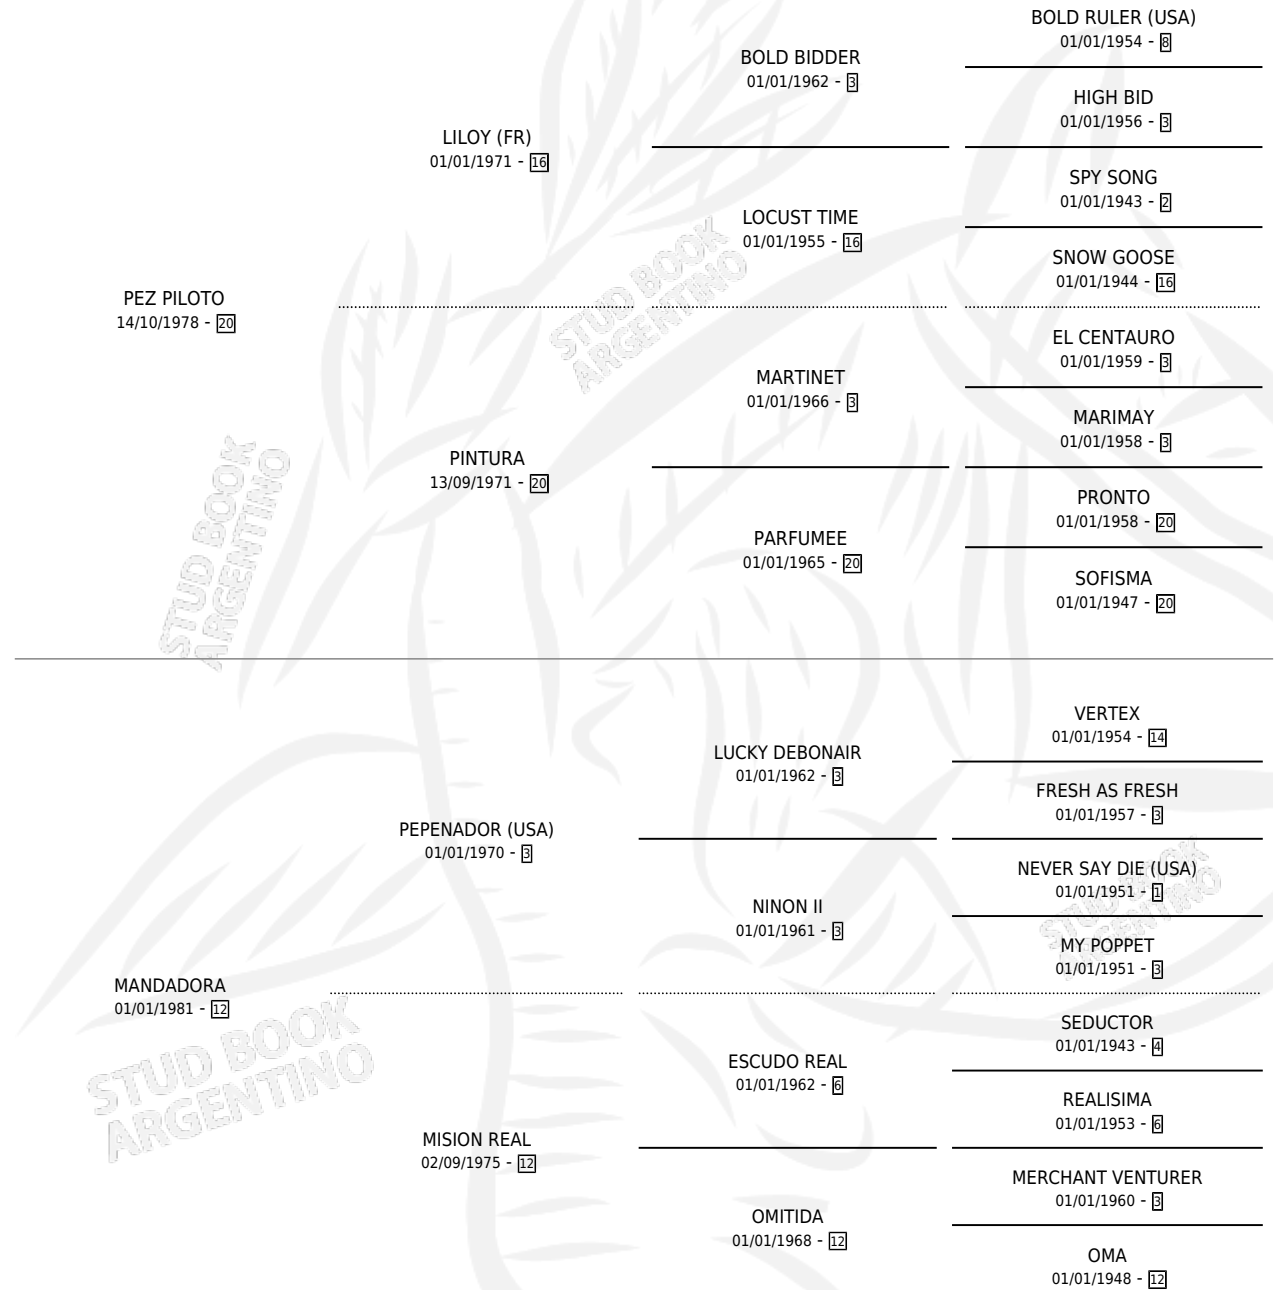 BOLD RULER (USA)
01/01/1954 - 8
BOLD BIDDER
01/01/1962 - 3
HIGH BID
01/01/1956 - 3
LILOY (FR)
01/01/1971 - 16
SPY SONG
01/01/1943 - 2
LOCUST TIME
01/01/1955 - 16
SNOW GOOSE
01/01/1944 - 16
PEZ PILOTO
14/10/1978 - 20
STUD BOOK
ARGENTINO
EL CENTAURO
01/01/1959 - 3
MARTINET
01/01/1966 - 3
MARIMAY
01/01/1958 - 3
PINTURA
13/09/1971 - 20
PRONTO
01/01/1958 - 20
PARFUMEE
01/01/1965 - 20
SOFISMA
01/01/1947 - 20
STUD BOOK
ARGENTINO
VERTEX
01/01/1954 - 14
LUCKY DEBONAIR
01/01/1962 - 3
FRESH AS FRESH
01/01/1957 - 3
PEPENADOR (USA)
01/01/1970 - 3
NEVER SAY DIE (USA)
01/01/1951 - 1
NINON II
01/01/1961 - 3
MY POPPET
01/01/1951 - 3
STUD BOOK
ARGENTINO
MANDADORA
01/01/1981 - 12
STUD BOOK
ARGENTINO
SEDUCTOR
01/01/1943 - 4
ESCUDO REAL
01/01/1962 - 6
REALISIMA
01/01/1953 - 6
MISION REAL
02/09/1975 - 12
MERCHANT VENTURER
01/01/1960 - 3
OMITIDA
01/01/1968 - 12
OMA
01/01/1948 - 12